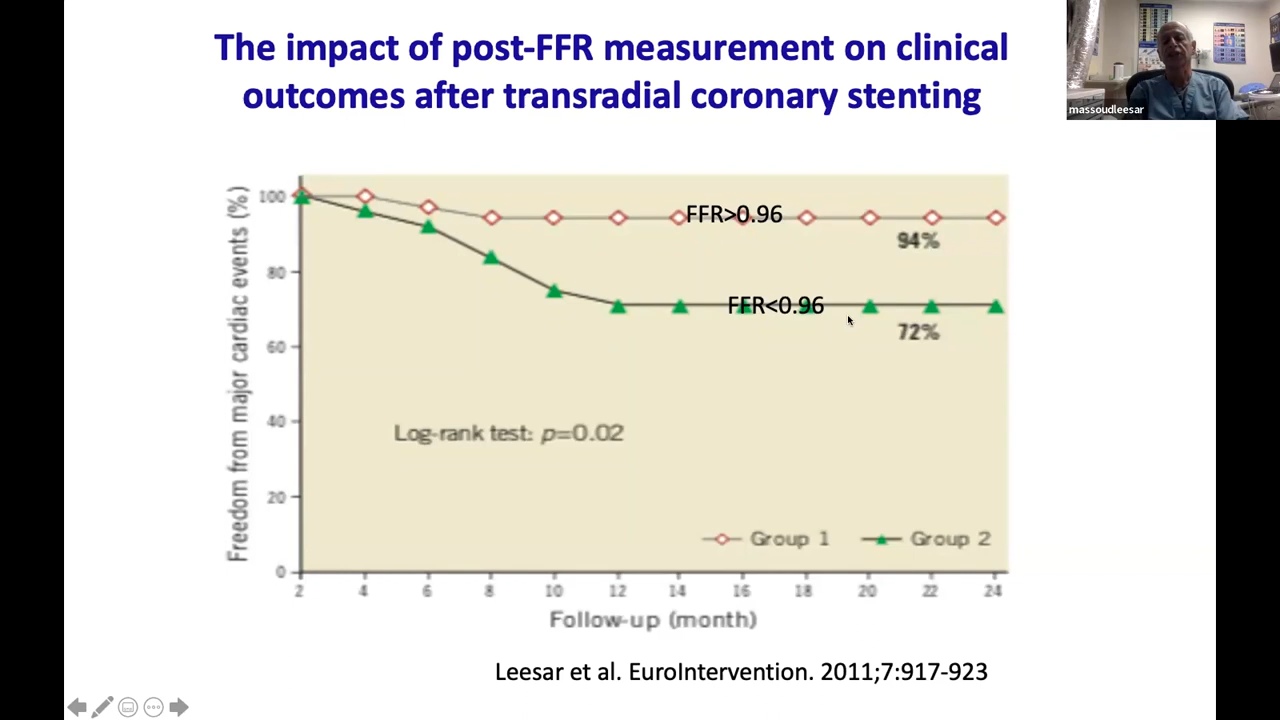 The impact of post-FFR measurement on clinical
outcomes after transradial coronary stenting
massoudleesar
Freedom from major cardiac events (%)
100
80
60
40
20
0
FFR>0.96
94%
FFR<0.96
72%
Log-rank test: p=0.02
Group 1
Group 2
2 4 6 8 10 12 14 16 18 20 22 24
Follow-up (month)
Leesar et al. EuroIntervention. 2011;7:917-923